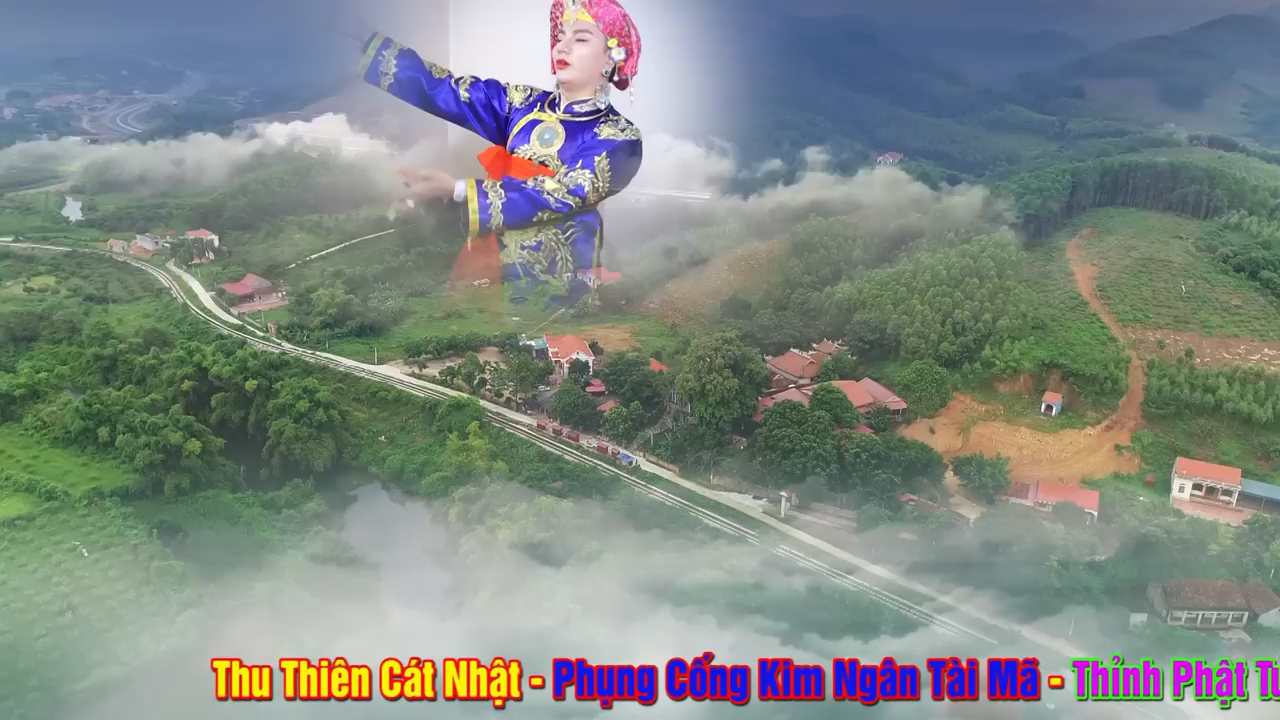 Thu Thiên Cát Nhật - Phụng Cống Kim Ngân Tài Mã - Thỉnh Phật